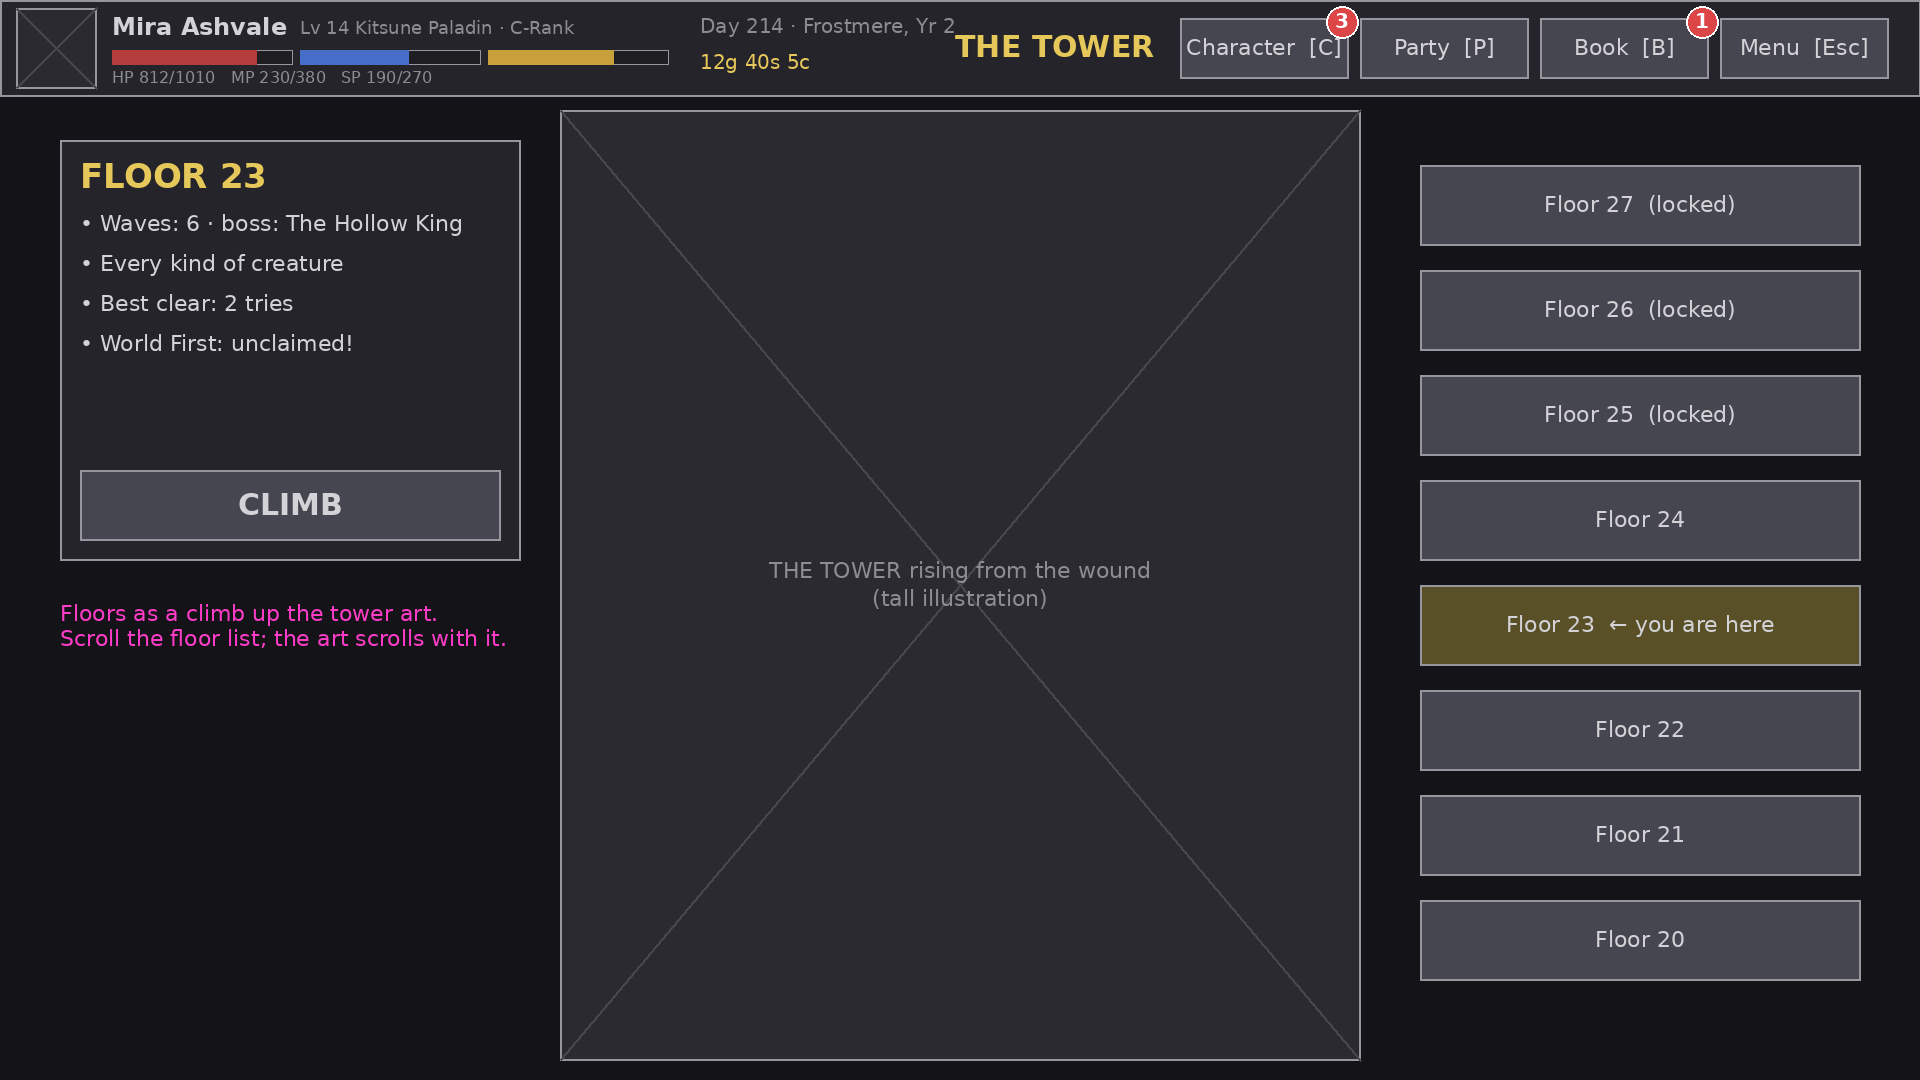 Mira Ashvale Lv 14 Kitsune Paladin · C-Rank
HP 812/1010 MP 230/380 SP 190/270
Day 214 · Frostmere, Yr 2
12g 40s 5c
THE TOWER
Character [C]
3
Party [P]
Book [B]
1
Menu [Esc]
FLOOR 23
• Waves: 6 · boss: The Hollow King
• Every kind of creature
• Best clear: 2 tries
• World First: unclaimed!
CLIMB
Floors as a climb up the tower art.
Scroll the floor list; the art scrolls with it.
THE TOWER rising from the wound
(tall illustration)
Floor 27 (locked)
Floor 26 (locked)
Floor 25 (locked)
Floor 24
Floor 23 ← you are here
Floor 22
Floor 21
Floor 20